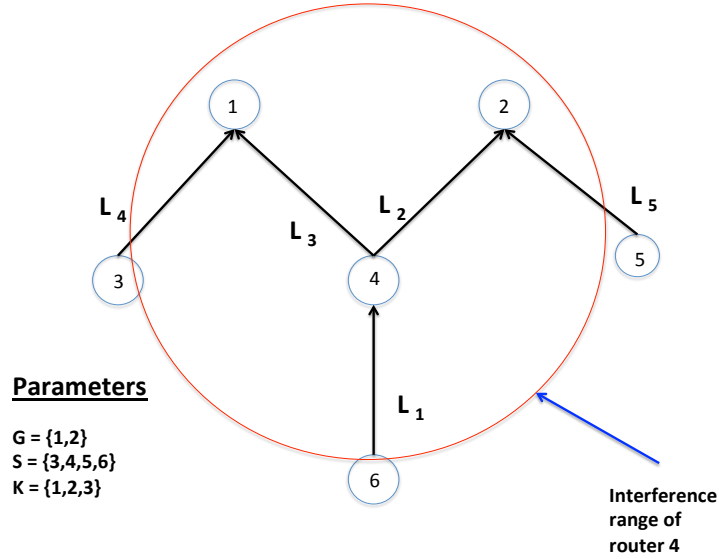 1
2
L 4
L 3
L 2
L 5
3
4
5
L 1
6
Parameters
G = {1,2}
S = {3,4,5,6}
K = {1,2,3}
Interference
range of
router 4